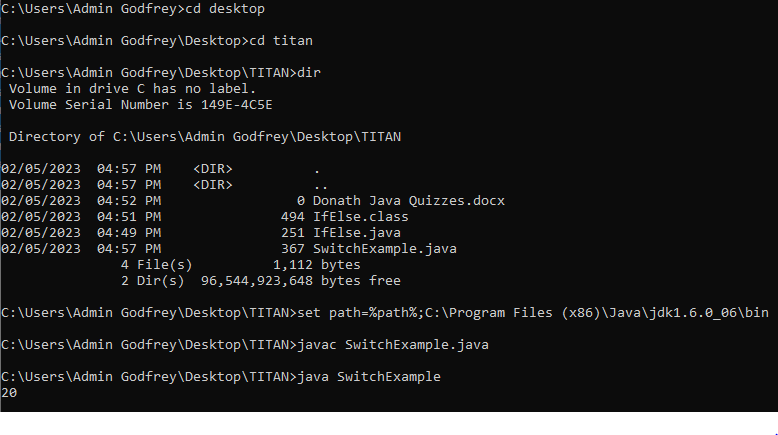 C:\Users\Admin Godfrey>cd desktop
C:\Users\Admin Godfrey\Desktop>cd titan
C:\Users\Admin Godfrey\Desktop\TITAN>dir
 Volume in drive C has no label.
 Volume Serial Number is 149E-4C5E
 Directory of C:\Users\Admin Godfrey\Desktop\TITAN
02/05/2023  04:57 PM    <DIR>          .
02/05/2023  04:57 PM    <DIR>          ..
02/05/2023  04:52 PM                 0 Donath Java Quizzes.docx
02/05/2023  04:51 PM               494 IfElse.class
02/05/2023  04:49 PM               251 IfElse.java
02/05/2023  04:57 PM               367 SwitchExample.java
               4 File(s)          1,112 bytes
               2 Dir(s)  96,544,923,648 bytes free
C:\Users\Admin Godfrey\Desktop\TITAN>set path=%path%;C:\Program Files (x86)\Java\jdk1.6.0_06\bin
C:\Users\Admin Godfrey\Desktop\TITAN>javac SwitchExample.java
C:\Users\Admin Godfrey\Desktop\TITAN>java SwitchExample
20